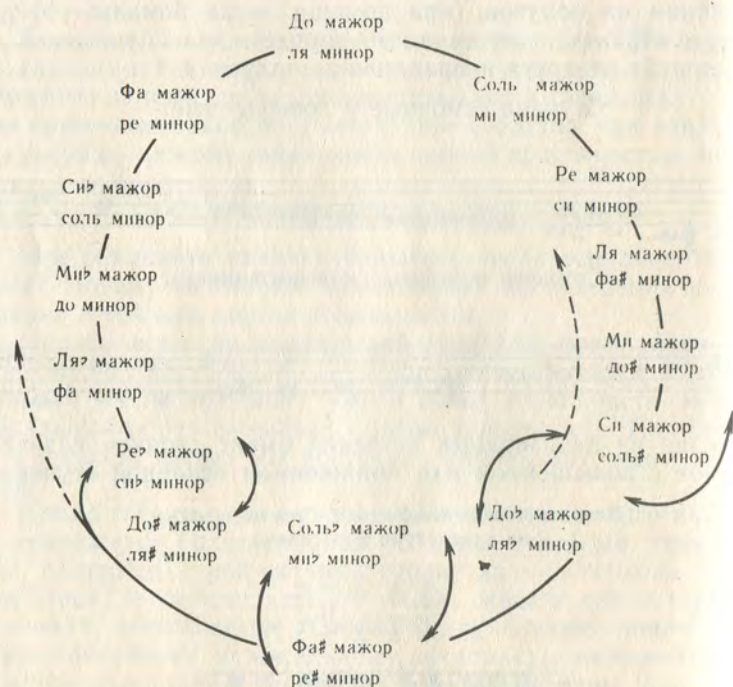 До мажор
ля минор
Соль мажор
ми минор
Ре мажор
си минор
Ля мажор
фа# минор
Ми мажор
до# минор
Си мажор
соль# минор
До♭ мажор
ля♭ минор
Фа# мажор
ре# минор
Соль♭ мажор
ми♭ минор
До# мажор
ля# минор
Ре♭ мажор
си♭ минор
Ля♭ мажор
фа минор
Ми♭ мажор
до минор
Си♭ мажор
соль минор
Фа мажор
ре минор